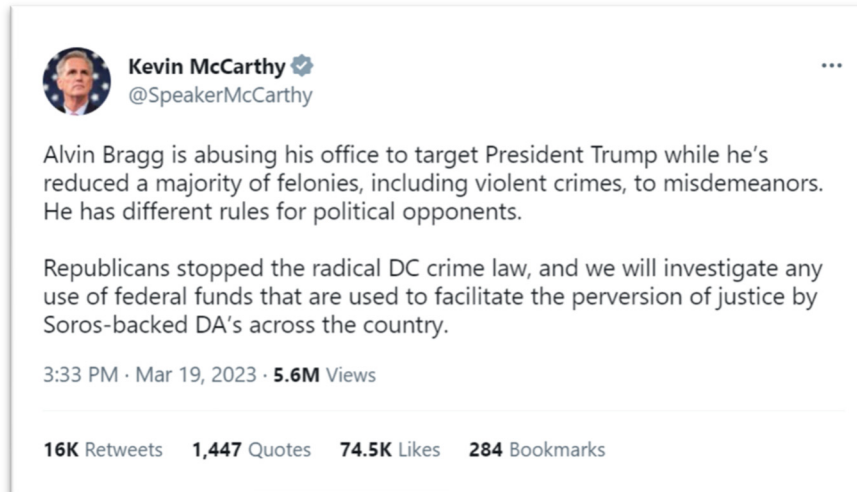 Kevin McCarthy
@SpeakerMcCarthy
Alvin Bragg is abusing his office to target President Trump while he's
reduced a majority of felonies, including violent crimes, to misdemeanors.
He has different rules for political opponents.
Republicans stopped the radical DC crime law, and we will investigate any
use of federal funds that are used to facilitate the perversion of justice by
Soros-backed DA's across the country.
3:33 PM · Mar 19, 2023 · 5.6M Views
16K Retweets 1,447 Quotes 74.5K Likes 284 Bookmarks